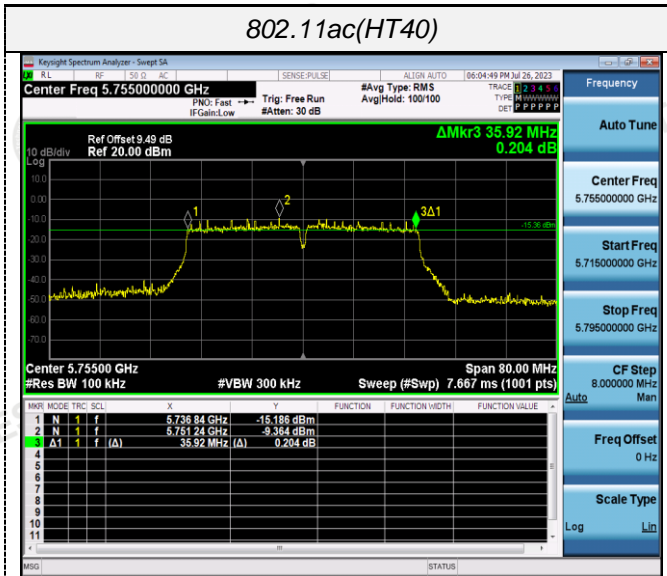 802.11ac(HT40)
Keysight Spectrum Analyzer - Swept SA
RL RF 50 Ω AC SENSE:PULSE ALIGN AUTO 06:04:49 PM Jul 26, 2023
Center Freq 5.755000000 GHz #Avg Type: RMS TRACE 1 2 3 4 5 6
PNO: Fast Trig: Free Run Avg|Hold: 100/100 TYPE M WWWWW
IFGain:Low #Atten: 30 dB DET P P P P P P
Ref Offset 9.49 dB ΔMkr3 35.92 MHz
10 dB/div Ref 20.00 dBm 0.204 dB
Log
10.0
0.00
-10.0
-20.0
-30.0
-40.0
-50.0
-60.0
-70.0
1
2
3Δ1
-15.36 dBm
Center 5.75500 GHz Span 80.00 MHz
#Res BW 100 kHz #VBW 300 kHz Sweep (#Swp) 7.667 ms (1001 pts)
MKR MODE TRC SCL X Y FUNCTION FUNCTION WIDTH FUNCTION VALUE
1 N 1 f 5.736 84 GHz -15.186 dBm
2 N 1 f 5.751 24 GHz -9.364 dBm
3 Δ1 1 f (Δ) 35.92 MHz (Δ) 0.204 dB
4
5
6
7
8
9
10
11
MSG STATUS
Frequency
Auto Tune
Center Freq
5.755000000 GHz
Start Freq
5.715000000 GHz
Stop Freq
5.795000000 GHz
CF Step
8.000000 MHz
Auto Man
Freq Offset
0 Hz
Scale Type
Log Lin